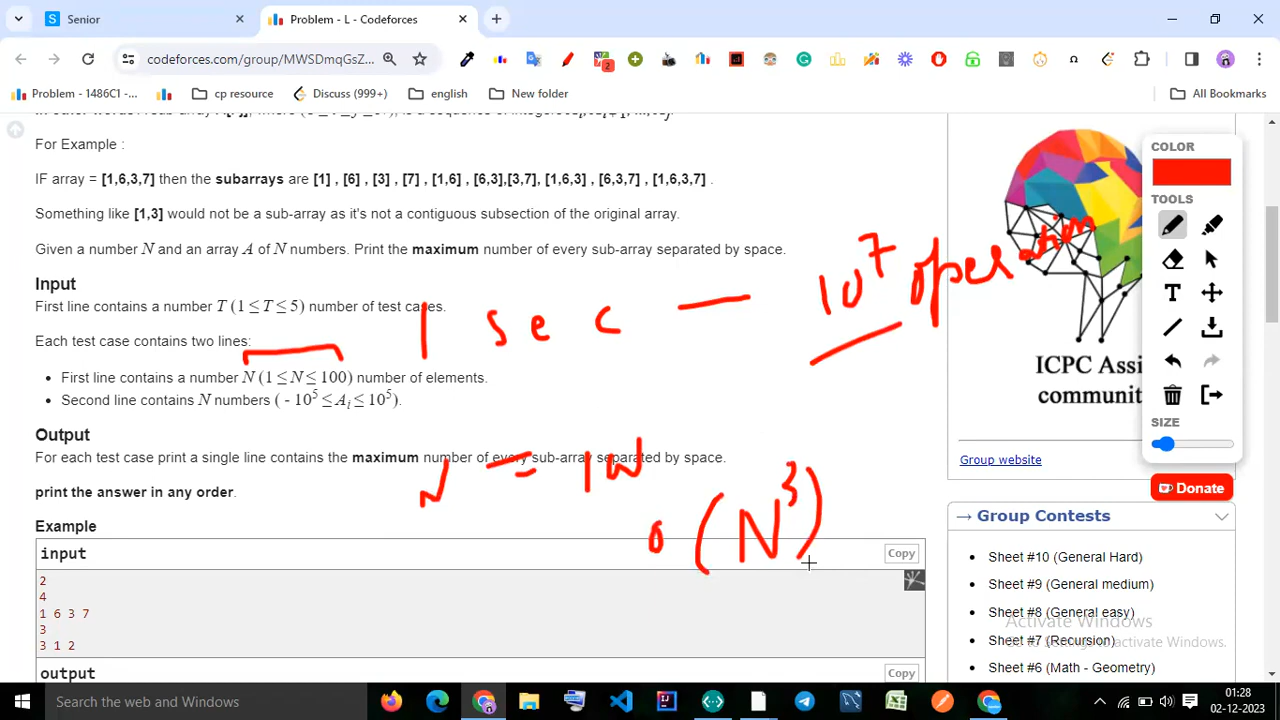 Senior
Problem - L - Codeforces
codeforces.com/group/MWSDmqGsZ...
2
Problem - 1486C1 -...
cp resource
Discuss (999+)
english
New folder
All Bookmarks
For Example :
IF array = [1,6,3,7] then the subarrays are [1] , [6] , [3] , [7] , [1,6] , [6,3],[3,7], [1,6,3] , [6,3,7] , [1,6,3,7] .
Something like [1,3] would not be a sub-array as it's not a contiguous subsection of the original array.
Given a number N and an array A of N numbers. Print the maximum number of every sub-array separated by space.
Input
First line contains a number T (1 ≤ T ≤ 5) number of test cases.
1 sec — 10^7 operation
Each test case contains two lines:
• First line contains a number N (1 ≤ N ≤ 100) number of elements.
• Second line contains N numbers ( - 10^5 ≤ A_i ≤ 10^5).
Output
For each test case print a single line contains the maximum number of every sub-array separated by space.
N = 100
print the answer in any order.
O(N^3)
Example
input
Copy
2
4
1 6 3 7
3
3 1 2
output
Copy
COLOR
TOOLS
T
SIZE
Donate
ICPC Assi
communit
Group website
→ Group Contests
• Sheet #10 (General Hard)
• Sheet #9 (General medium)
• Sheet #8 (General easy)
• Sheet #7 (Recursion)
• Sheet #6 (Math - Geometry)
Activate Windows
Go to Settings to activate Windows.
Search the web and Windows
01:28
02-12-2023